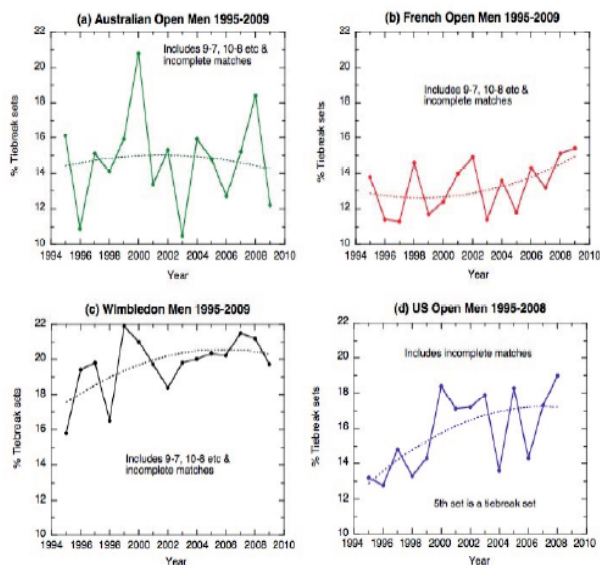 (a) Australian Open Men 1995-2009
22
20
18
16
14
12
10
% Tiebreak sets
Includes 9-7, 10-8 etc &
incomplete matches
1994 1996 1998 2000 2002 2004 2006 2008 2010
Year
(b) French Open Men 1995-2009
22
20
18
16
14
12
10
% Tiebreak sets
Includes 9-7, 10-8 etc &
incomplete matches
1994 1996 1998 2000 2002 2004 2006 2008 2010
Year
(c) Wimbledon Men 1995-2009
22
20
18
16
14
12
10
% Tiebreak sets
Includes 9-7, 10-8 etc &
incomplete matches
1994 1996 1998 2000 2002 2004 2006 2008 2010
Year
(d) US Open Men 1995-2008
22
20
18
16
14
12
10
% Tiebreak sets
Includes incomplete matches
5th set is a tiebreak set
1994 1996 1998 2000 2002 2004 2006 2008 2010
Year